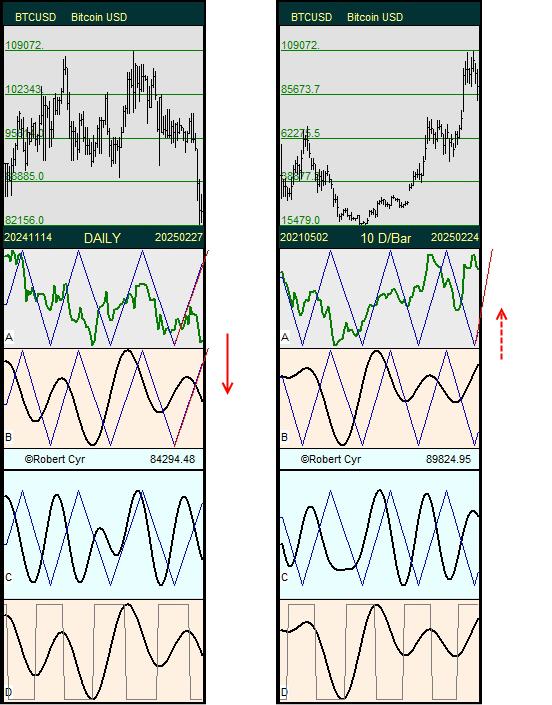 BTCUSD Bitcoin USD
109072.
102343
82156.0
20241114 DAILY 20250227
A
B
©Robert Cyr 84294.48
C
D
BTCUSD Bitcoin USD
109072.
85673.7
15479.0
20210502 10 D/Bar 20250224
A
B
©Robert Cyr 89824.95
C
D